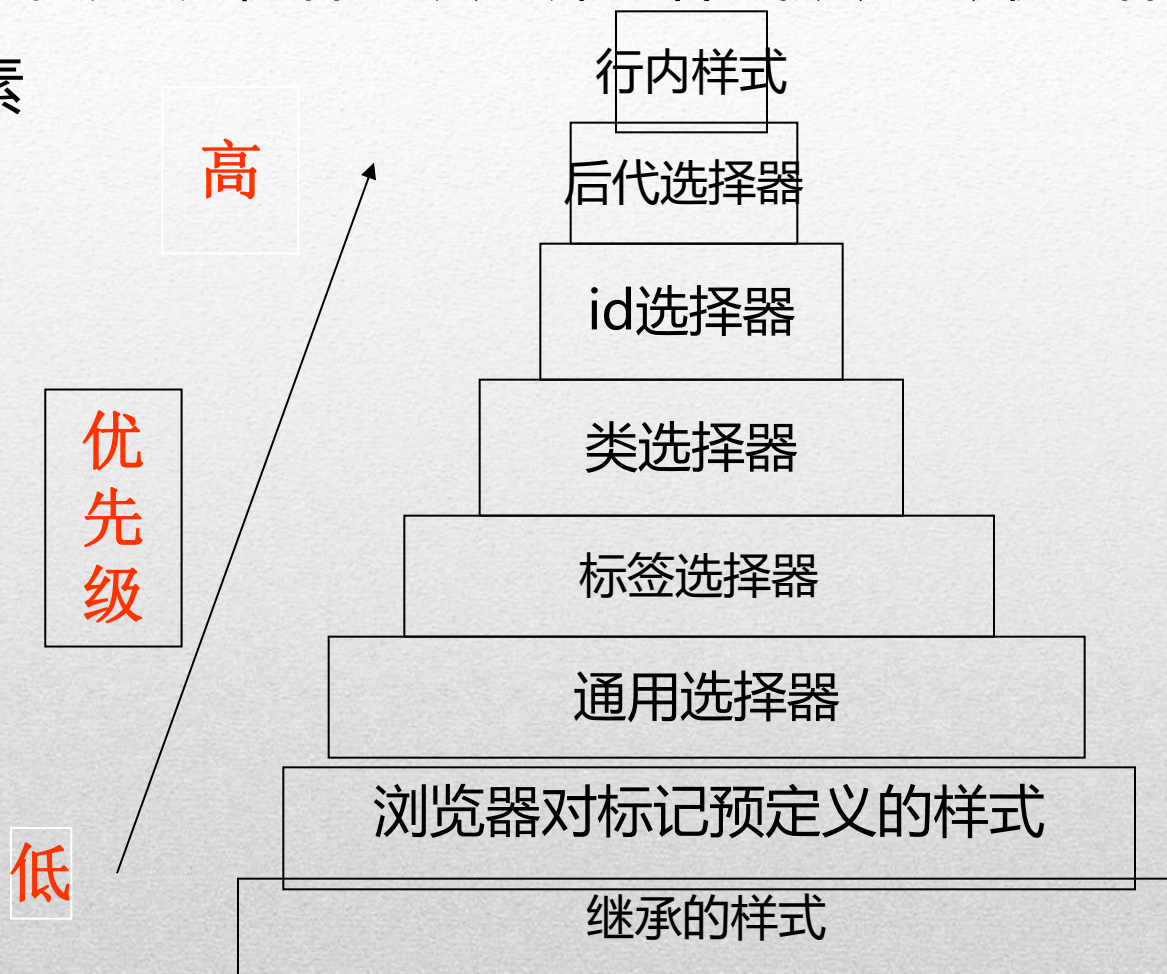 素
高
行内样式
后代选择器
id选择器
类选择器
优
先
级
标签选择器
通用选择器
浏览器对标记预定义的样式
低
继承的样式